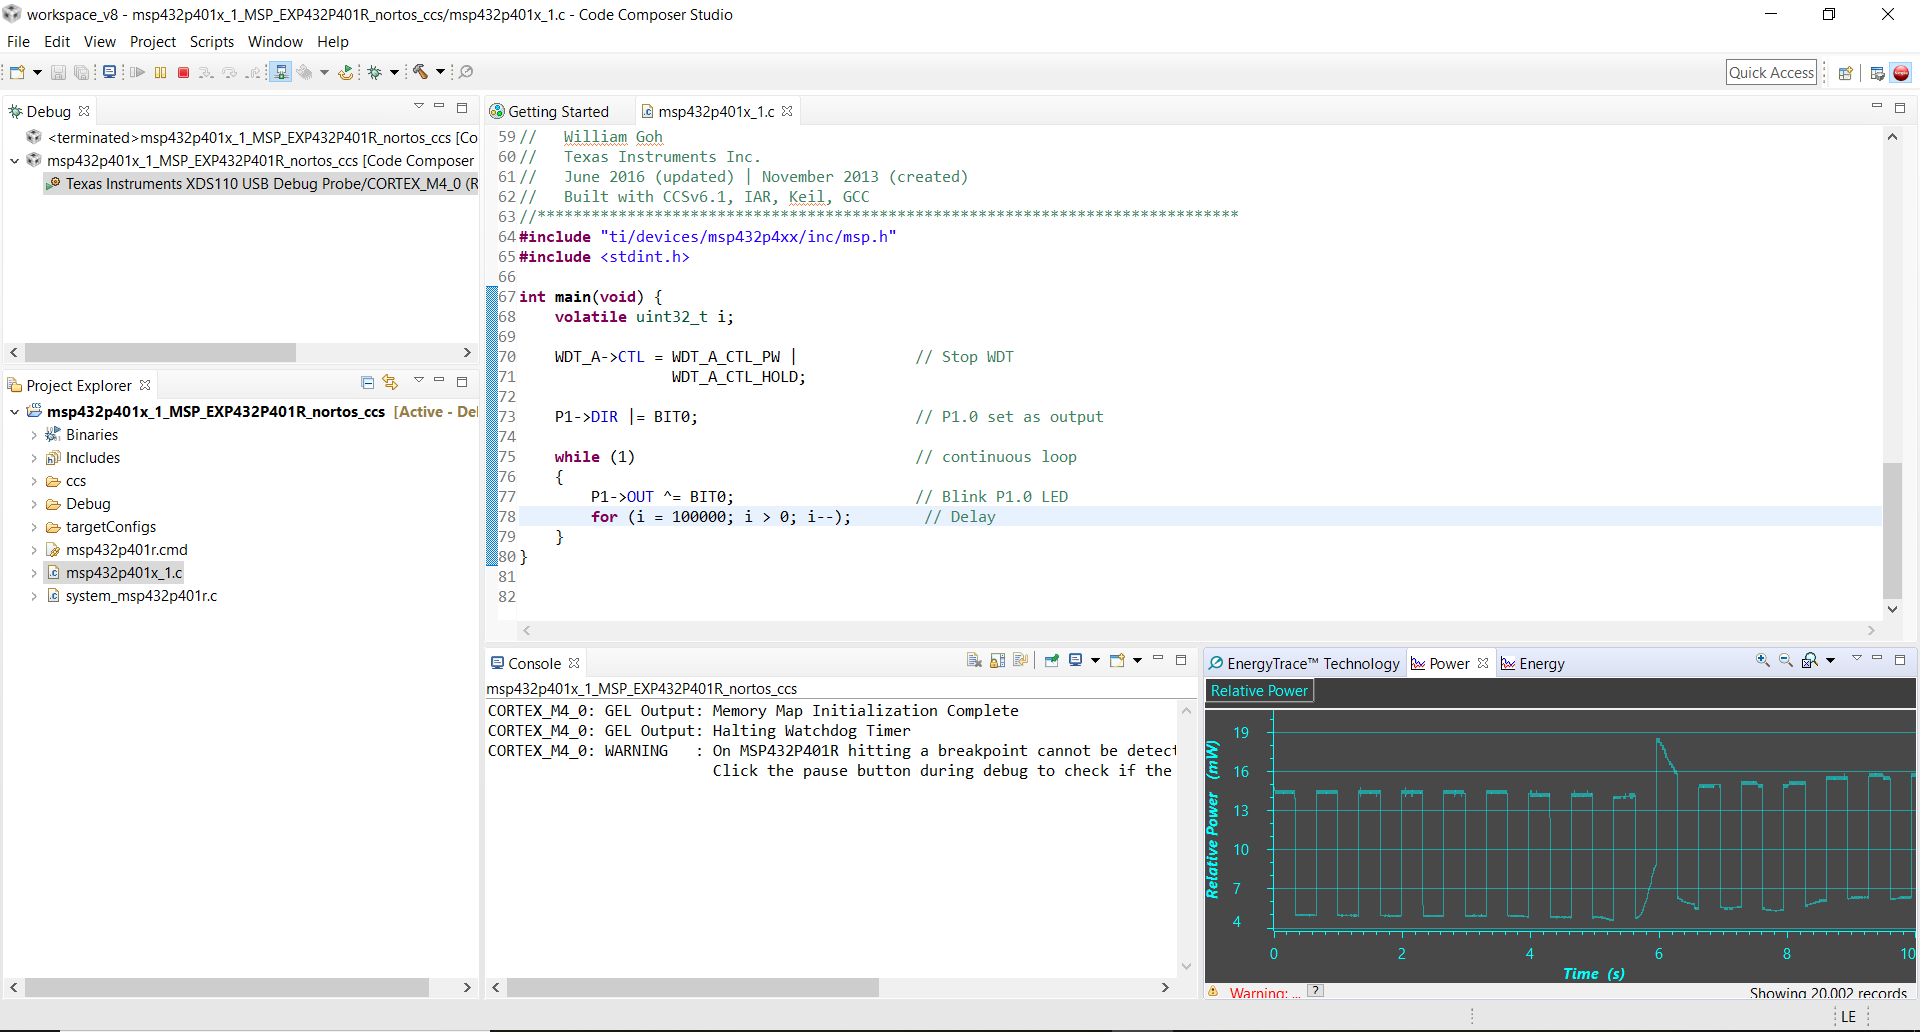 workspace_v8 - msp432p401x_1_MSP_EXP432P401R_nortos_ccs/msp432p401x_1.c - Code Composer Studio
File Edit View Project Scripts Window Help
Quick Access
Debug
<terminated>msp432p401x_1_MSP_EXP432P401R_nortos_ccs [Co
msp432p401x_1_MSP_EXP432P401R_nortos_ccs [Code Composer
Texas Instruments XDS110 USB Debug Probe/CORTEX_M4_0 (R
Project Explorer
msp432p401x_1_MSP_EXP432P401R_nortos_ccs [Active - De
Binaries
Includes
ccs
Debug
targetConfigs
msp432p401r.cmd
msp432p401x_1.c
system_msp432p401r.c
Getting Started msp432p401x_1.c
59 // William Goh
60 // Texas Instruments Inc.
61 // June 2016 (updated) | November 2013 (created)
62 // Built with CCSv6.1, IAR, Keil, GCC
63 //******************************************************************************
64 #include "ti/devices/msp432p4xx/inc/msp.h"
65 #include <stdint.h>
66
67 int main(void) {
68 volatile uint32_t i;
69
70 WDT_A->CTL = WDT_A_CTL_PW | // Stop WDT
71 WDT_A_CTL_HOLD;
72
73 P1->DIR |= BIT0; // P1.0 set as output
74
75 while (1) // continuous loop
76 {
77 P1->OUT ^= BIT0; // Blink P1.0 LED
78 for (i = 100000; i > 0; i--); // Delay
79 }
80 }
81
82
Console
msp432p401x_1_MSP_EXP432P401R_nortos_ccs
CORTEX_M4_0: GEL Output: Memory Map Initialization Complete
CORTEX_M4_0: GEL Output: Halting Watchdog Timer
CORTEX_M4_0: WARNING : On MSP432P401R hitting a breakpoint cannot be detect
Click the pause button during debug to check if the
EnergyTrace™ Technology Power Energy
Relative Power
Relative Power (mW)
19
16
13
10
7
4
0 2 4 6 8 10
Time (s)
Warning: ... ?
Showing 20,002 records
LE